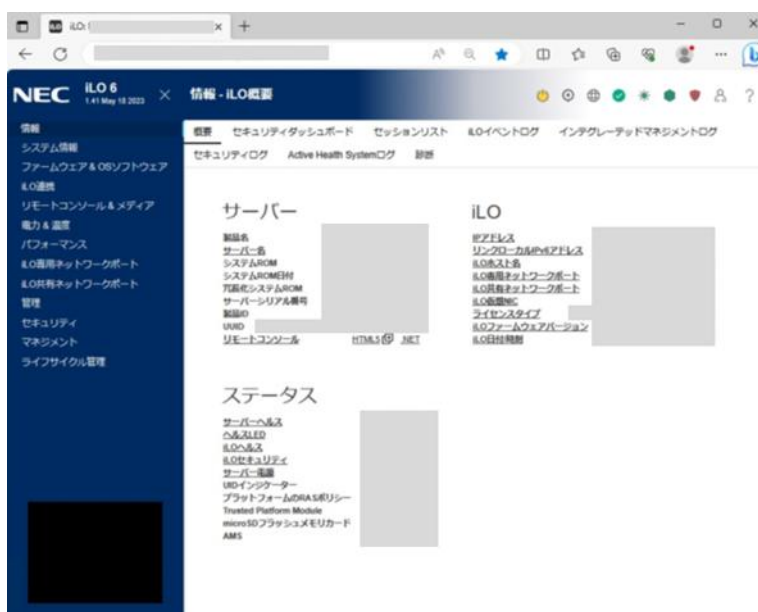 iLO:
NEC iLO 6
1.41 May 18 2023
情報 - iLO概要
情報
システム情報
ファームウェア & OSソフトウェア
iLO連携
リモートコンソール & メディア
電力 & 温度
パフォーマンス
iLO専用ネットワークポート
iLO共有ネットワークポート
管理
セキュリティ
マネジメント
ライフサイクル管理
概要 セキュリティダッシュボード セッションリスト iLOイベントログ インテグレーテッドマネジメントログ
セキュリティログ Active Health Systemログ 診断
サーバー
製品名
サーバー名
システムROM
システムROM日付
冗長化システムROM
サーバーシリアル番号
製品ID
UUID
リモートコンソール HTML5 .NET
iLO
IPアドレス
リンクローカルIPv6アドレス
iLOホスト名
iLO専用ネットワークポート
iLO共有ネットワークポート
iLO仮想NIC
ライセンスタイプ
iLOファームウェアバージョン
iLO日付/時刻
ステータス
サーバーヘルス
ヘルスLED
iLOヘルス
iLOセキュリティ
サーバー電源
UIDインジケーター
プラットフォームのRASポリシー
Trusted Platform Module
microSDフラッシュメモリカード
AMS